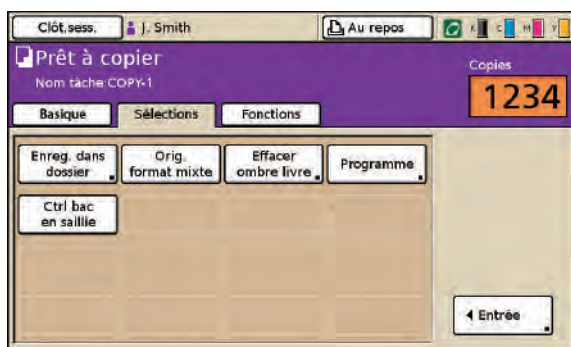 Clôt.sess. J. Smith Au repos K C M Y
Prêt à copier
Nom tâche:COPY-1
Copies
1234
Basique Sélections Fonctions
Enreg. dans dossier
Orig. format mixte
Effacer ombre livre
Programme
Ctrl bac en saillie
Entrée